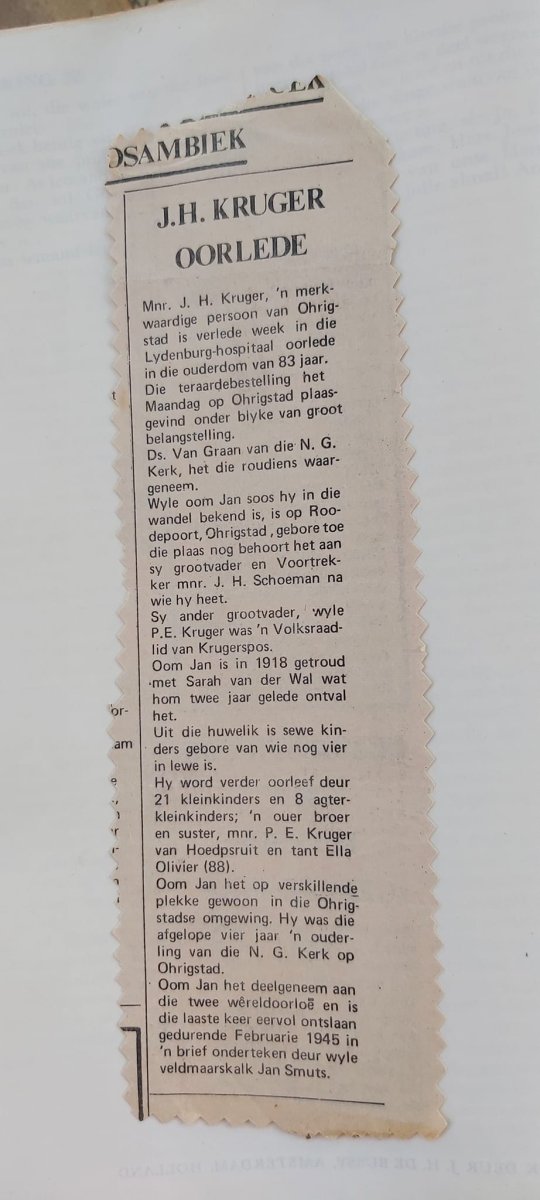 OSAMBIEK
J.H. KRUGER
OORLEDE
Mnr. J. H. Kruger, 'n merk-
waardige persoon van Ohrig-
stad is verlede week in die
Lydenburg-hospitaal oorlede
in die ouderdom van 83 jaar.
Die teraardebestelling het
Maandag op Ohrigstad plaas-
gevind onder blyke van groot
belangstelling.
Ds. Van Graan van die N. G.
Kerk, het die roudiens waar-
geneem.
Wyle oom Jan soos hy in die
wandel bekend is, is op Roo-
depoort, Ohrigstad, gebore toe
die plaas nog behoort het aan
sy grootvader en Voortrek-
ker mnr. J. H. Schoeman na
wie hy heet.
Sy ander grootvader, wyle
P.E. Kruger was 'n Volksraad-
lid van Krugerspos.
Oom Jan is in 1918 getroud
met Sarah van der Wal wat
hom twee jaar gelede ontval
het.
Uit die huwelik is sewe kin-
ders gebore van wie nog vier
in lewe is.
Hy word verder oorleef deur
21 kleinkinders en 8 agter-
kleinkinders; 'n ouer broer
en suster, mnr. P. E. Kruger
van Hoedpsruit en tant Ella
Olivier (88).
Oom Jan het op verskillende
plekke gewoon in die Ohrig-
stadse omgewing. Hy was die
afgelope vier jaar 'n ouder-
ling van die N. G. Kerk op
Ohrigstad.
Oom Jan het deelgeneem aan
die twee wêreldoorloë en is
die laaste keer eervol ontslaan
gedurende Februarie 1945 in
'n brief onderteken deur wyle
veldmaarskalk Jan Smuts.
or-
am